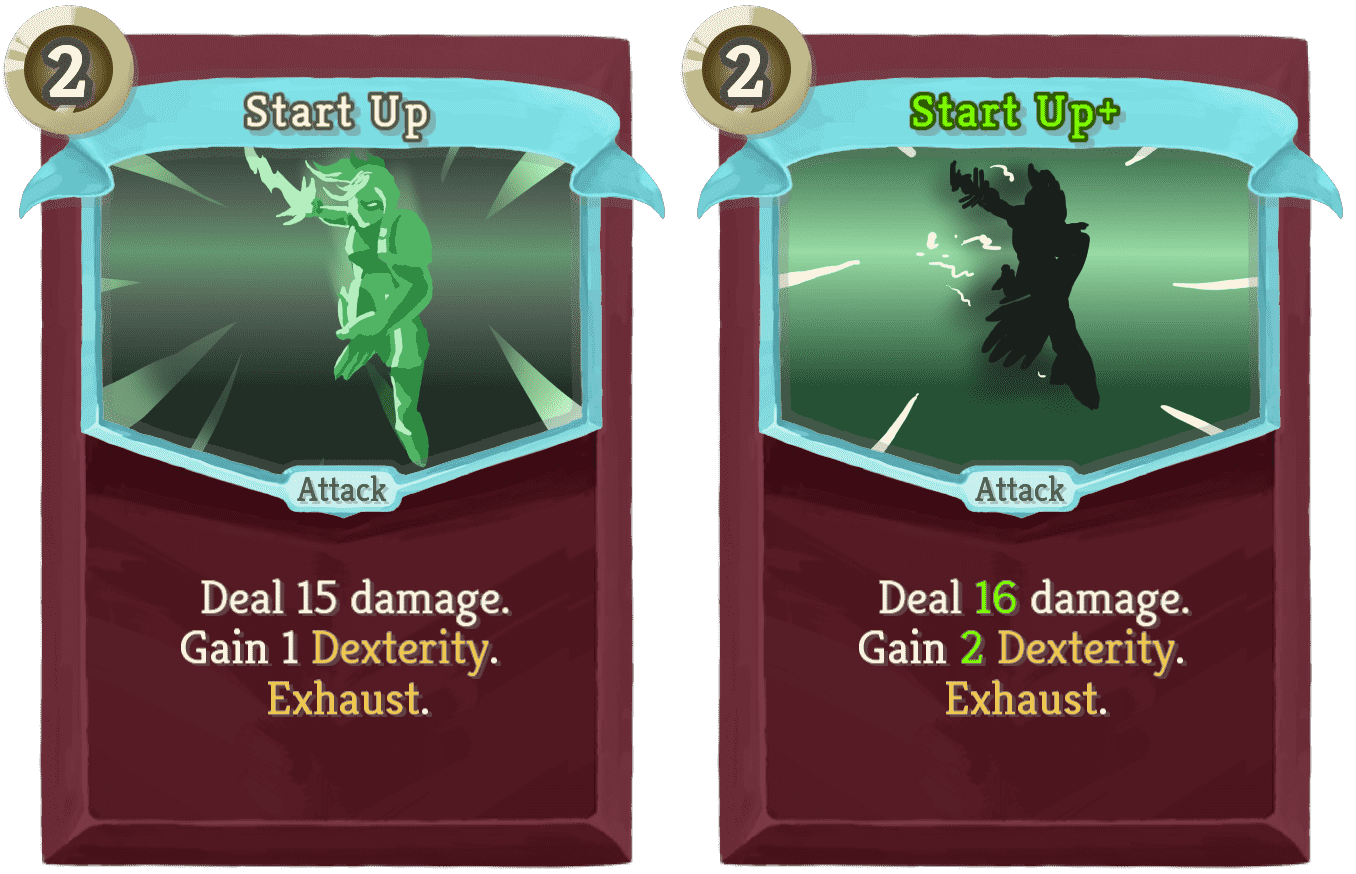 2
Start Up
Attack
Deal 15 damage.
Gain 1 Dexterity.
Exhaust.
2
Start Up+
Attack
Deal 16 damage.
Gain 2 Dexterity.
Exhaust.